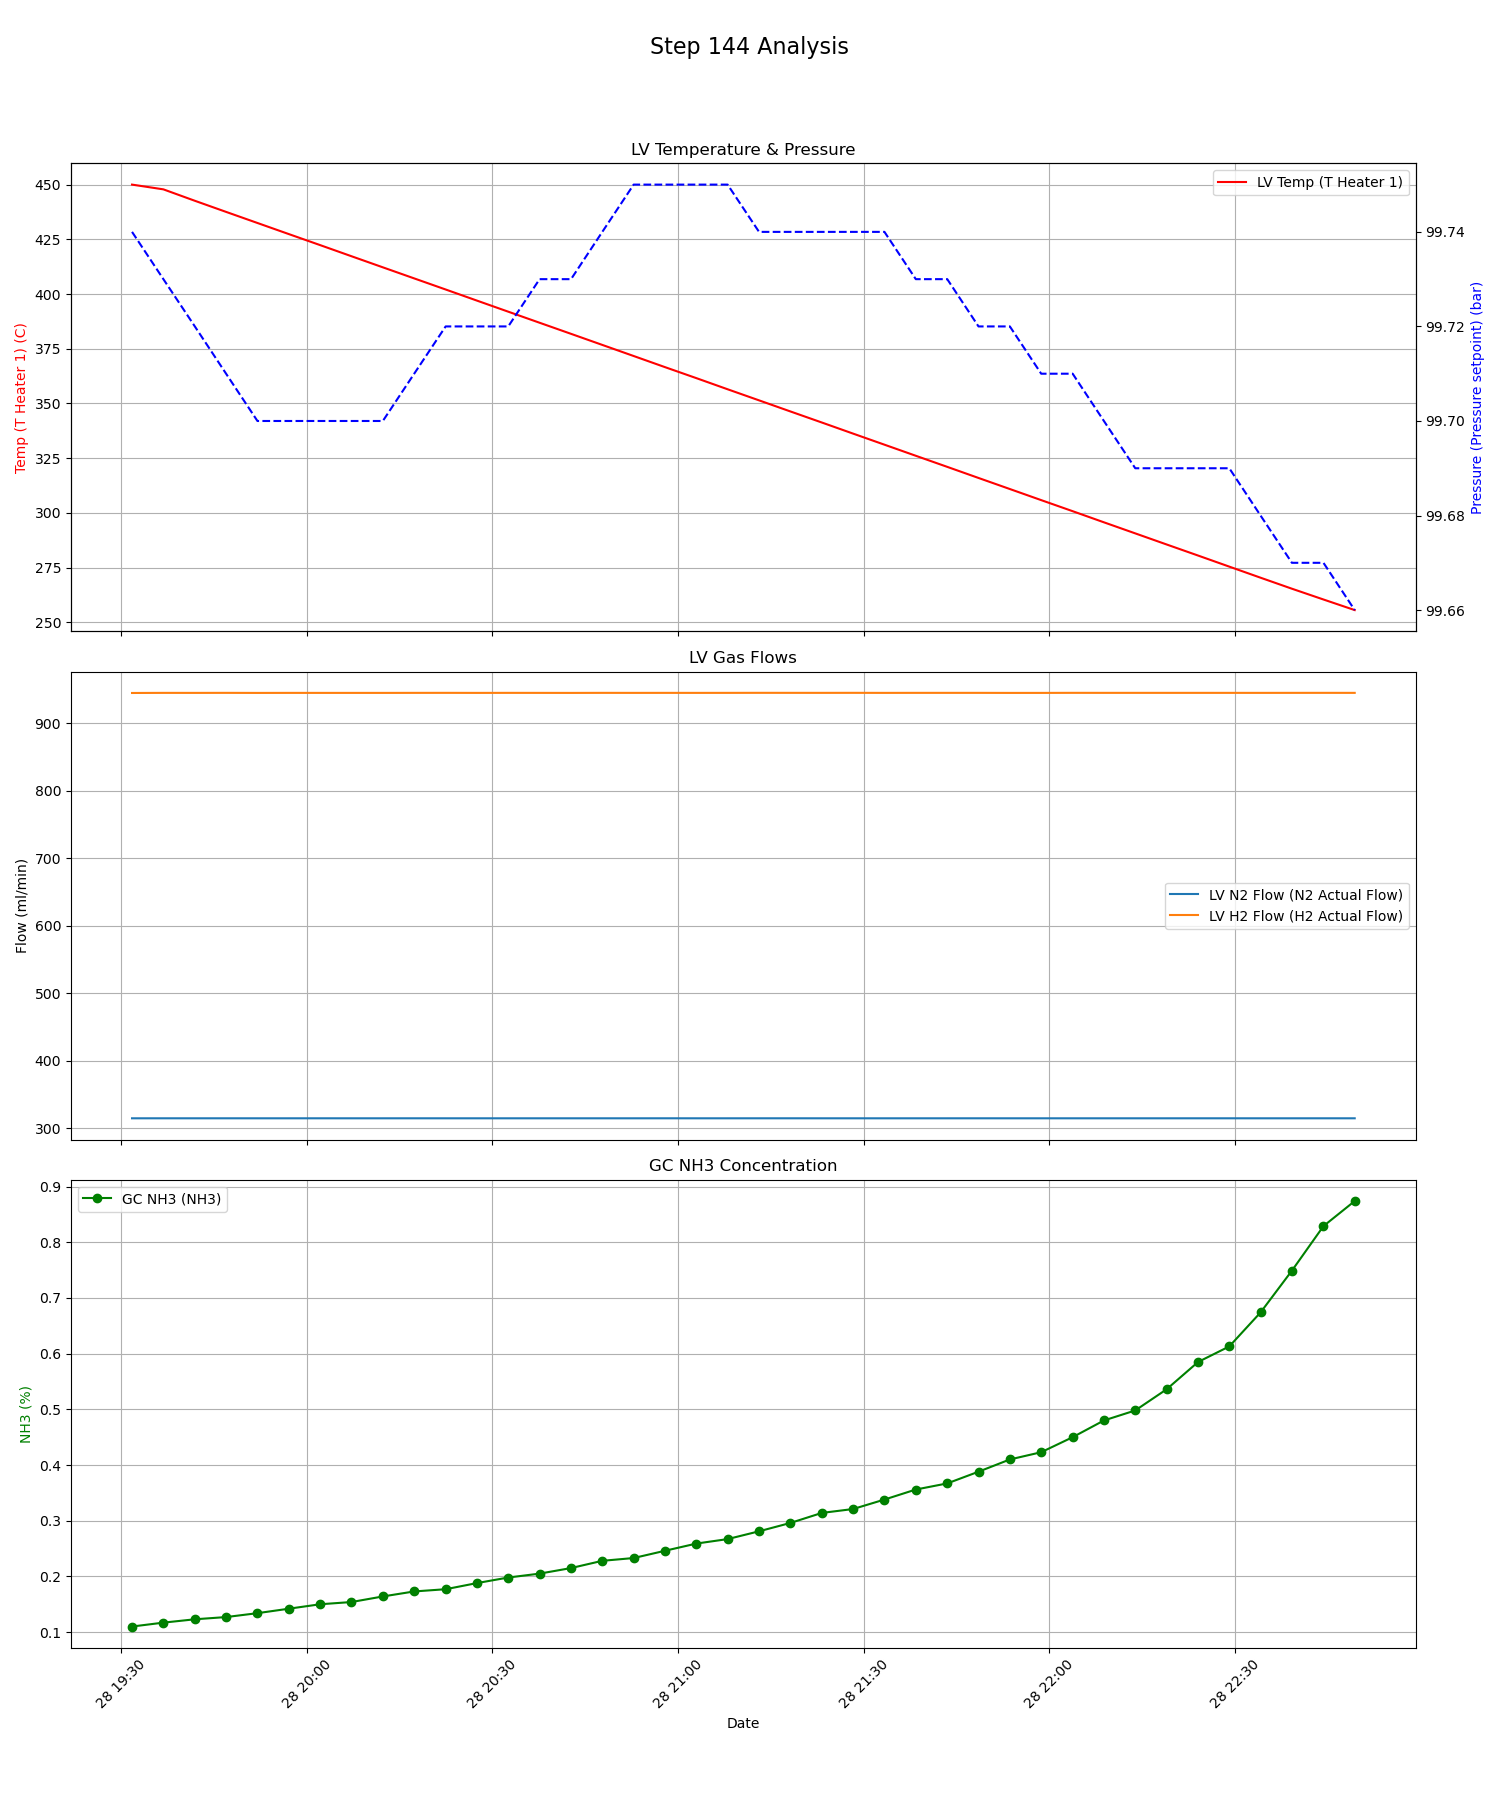 Step 144 Analysis
LV Temperature & Pressure
LV Temp (T Heater 1)
450
425
400
375
350
325
300
275
250
Temp (T Heater 1) (C)
99.74
99.72
99.70
99.68
99.66
Pressure (Pressure setpoint) (bar)
LV Gas Flows
900
800
700
600
500
400
300
Flow (ml/min)
LV N2 Flow (N2 Actual Flow)
LV H2 Flow (H2 Actual Flow)
GC NH3 Concentration
GC NH3 (NH3)
0.9
0.8
0.7
0.6
0.5
0.4
0.3
0.2
0.1
NH3 (%)
28 19:30
28 20:00
28 20:30
28 21:00
28 21:30
28 22:00
28 22:30
Date